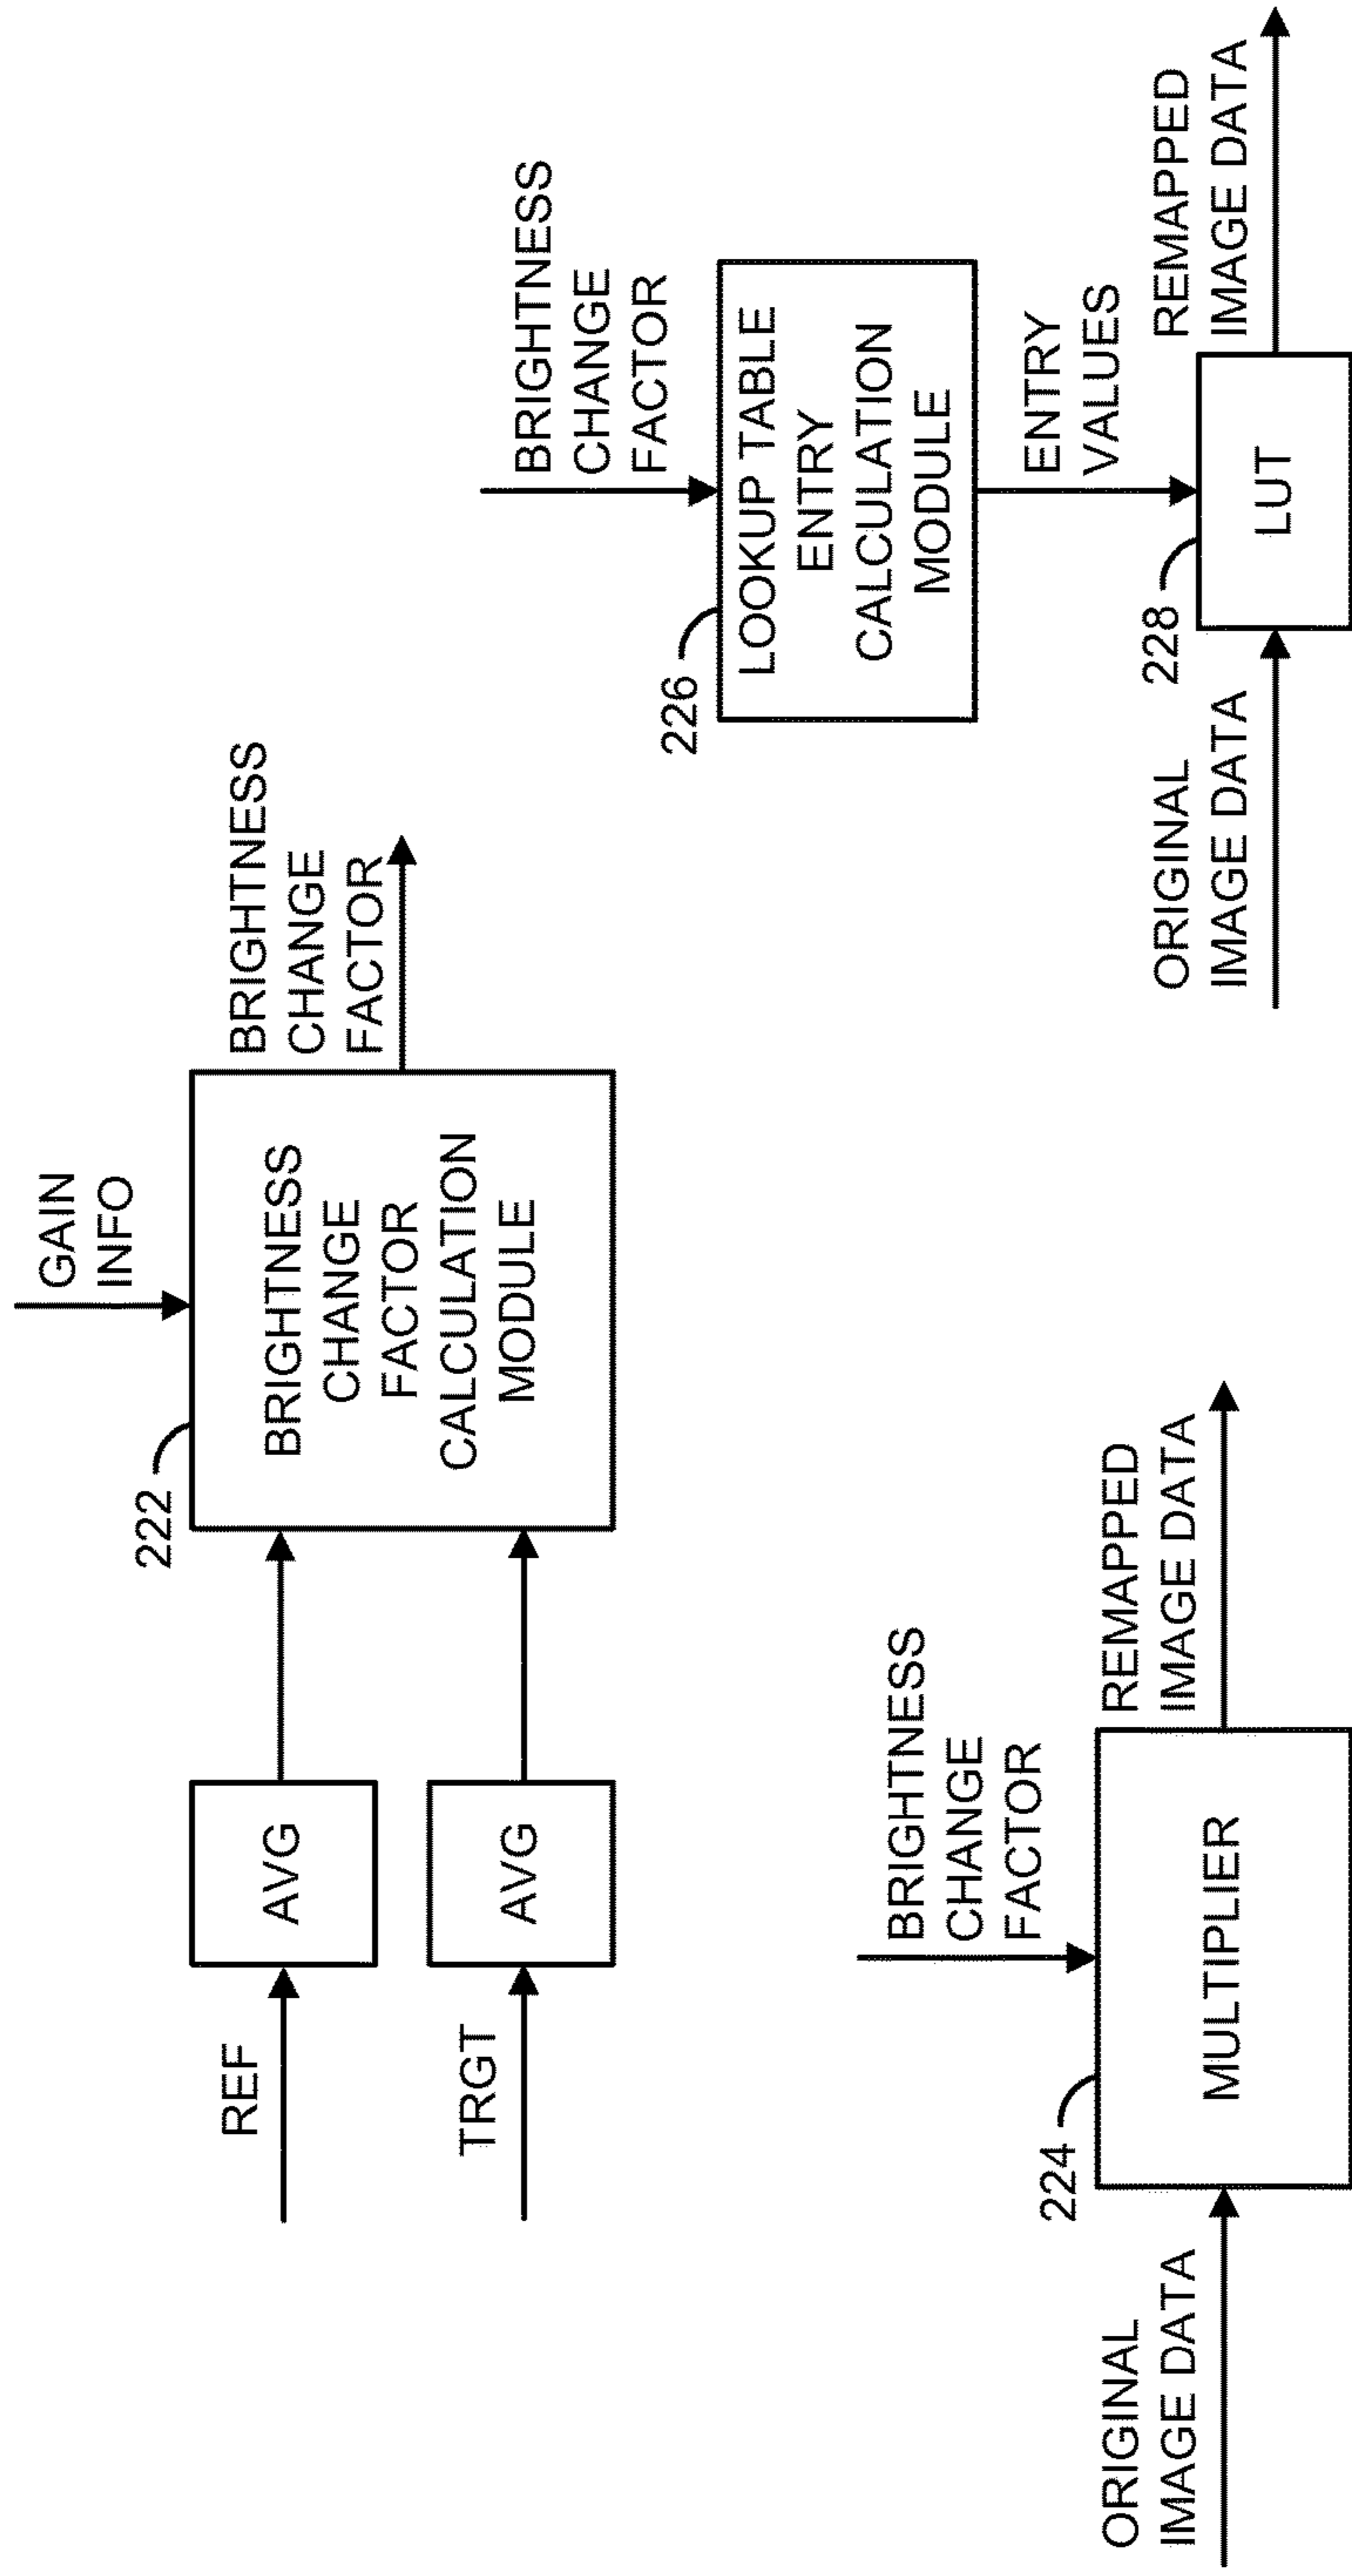 GAIN
INFO
222
REF
AVG
TRGT
AVG
BRIGHTNESS
CHANGE
FACTOR
CALCULATION
MODULE
BRIGHTNESS
CHANGE
FACTOR
BRIGHTNESS
CHANGE
FACTOR
224
ORIGINAL
IMAGE DATA
MULTIPLIER
REMAPPED
IMAGE DATA
BRIGHTNESS
CHANGE
FACTOR
226
LOOKUP TABLE
ENTRY
CALCULATION
MODULE
ENTRY
VALUES
228
ORIGINAL
IMAGE DATA
LUT
REMAPPED
IMAGE DATA